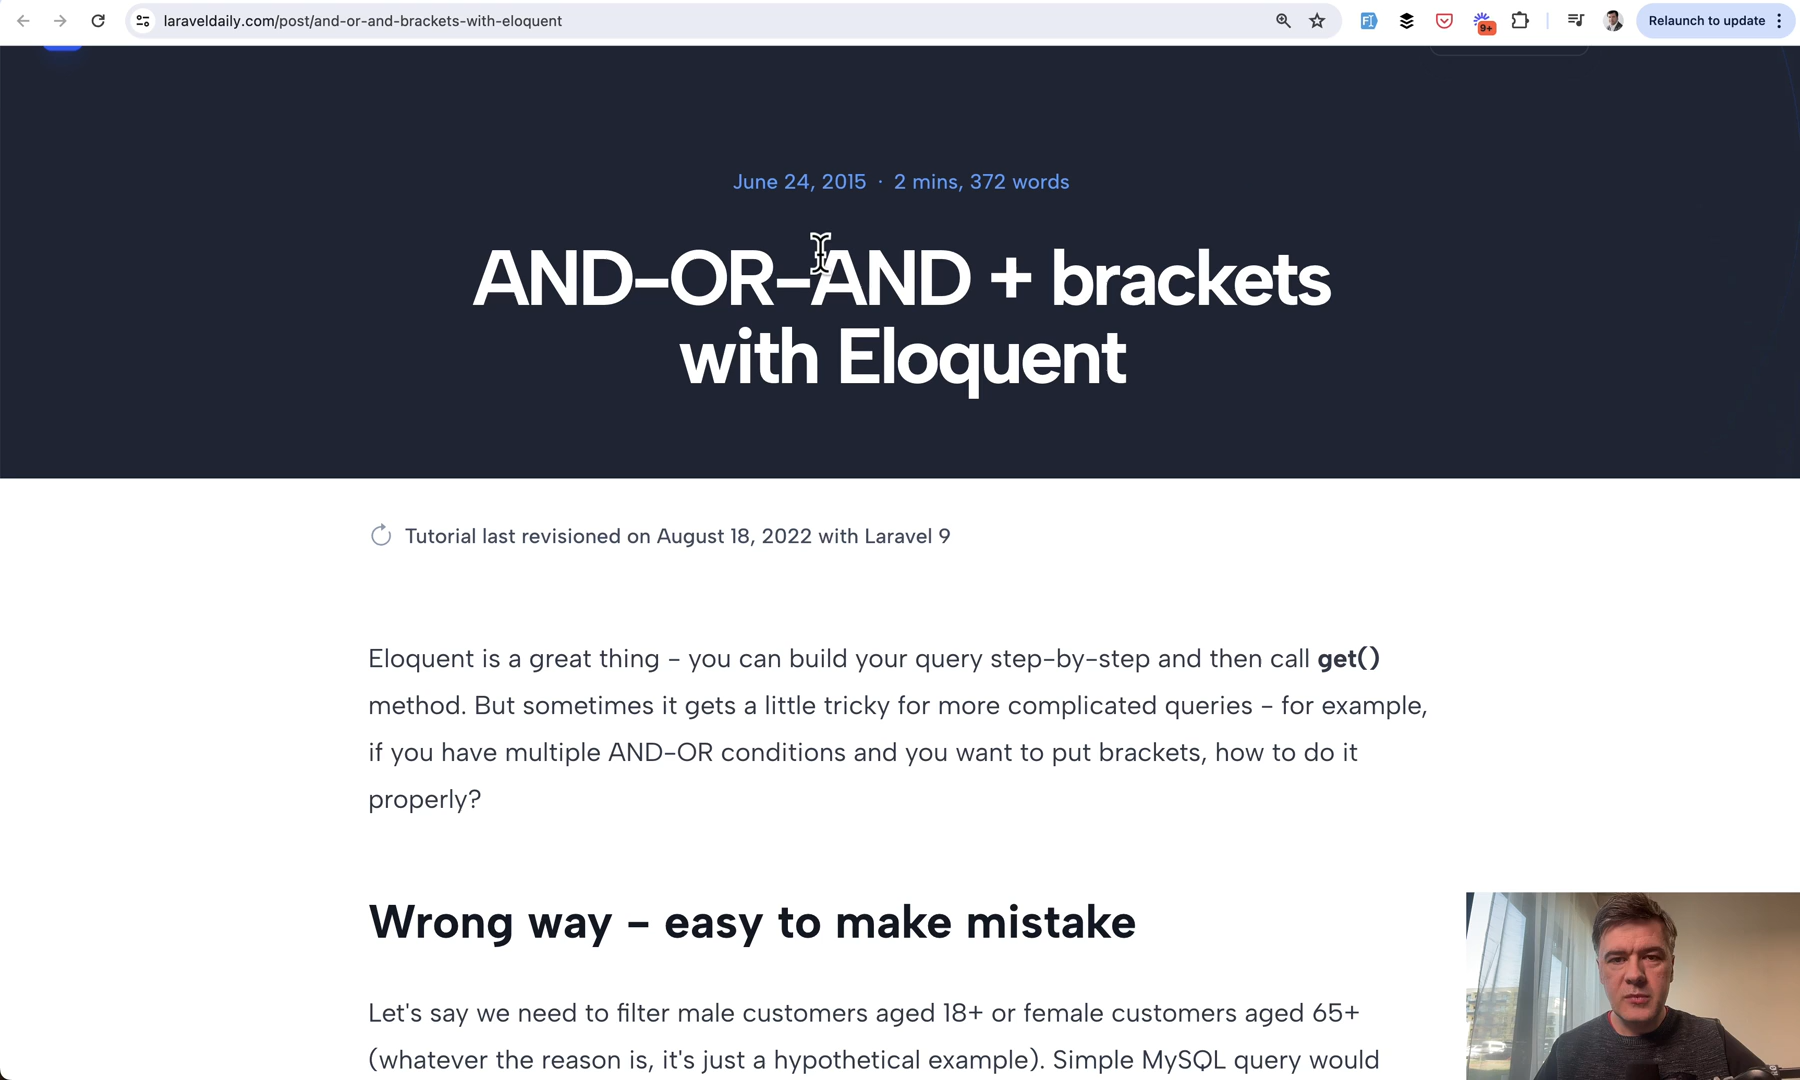 laraveldaily.com/post/and-or-and-brackets-with-eloquent
9+
Relaunch to update
June 24, 2015 · 2 mins, 372 words
AND-OR-AND + brackets
with Eloquent
Tutorial last revisioned on August 18, 2022 with Laravel 9
Eloquent is a great thing - you can build your query step-by-step and then call get()
method. But sometimes it gets a little tricky for more complicated queries - for example,
if you have multiple AND-OR conditions and you want to put brackets, how to do it
properly?
Wrong way - easy to make mistake
Let's say we need to filter male customers aged 18+ or female customers aged 65+
(whatever the reason is, it's just a hypothetical example). Simple MySQL query would